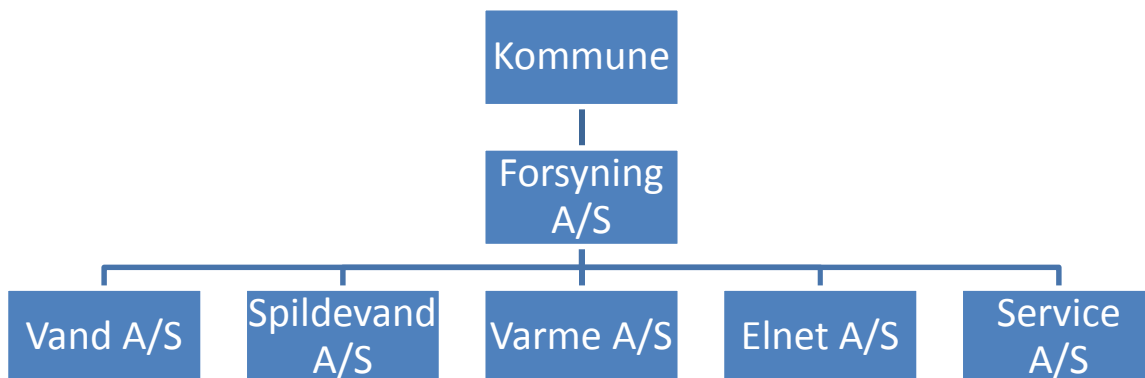 Kommune
Forsyning
A/S
Vand A/S
Spildevand
A/S
Varme A/S
Elnet A/S
Service
A/S